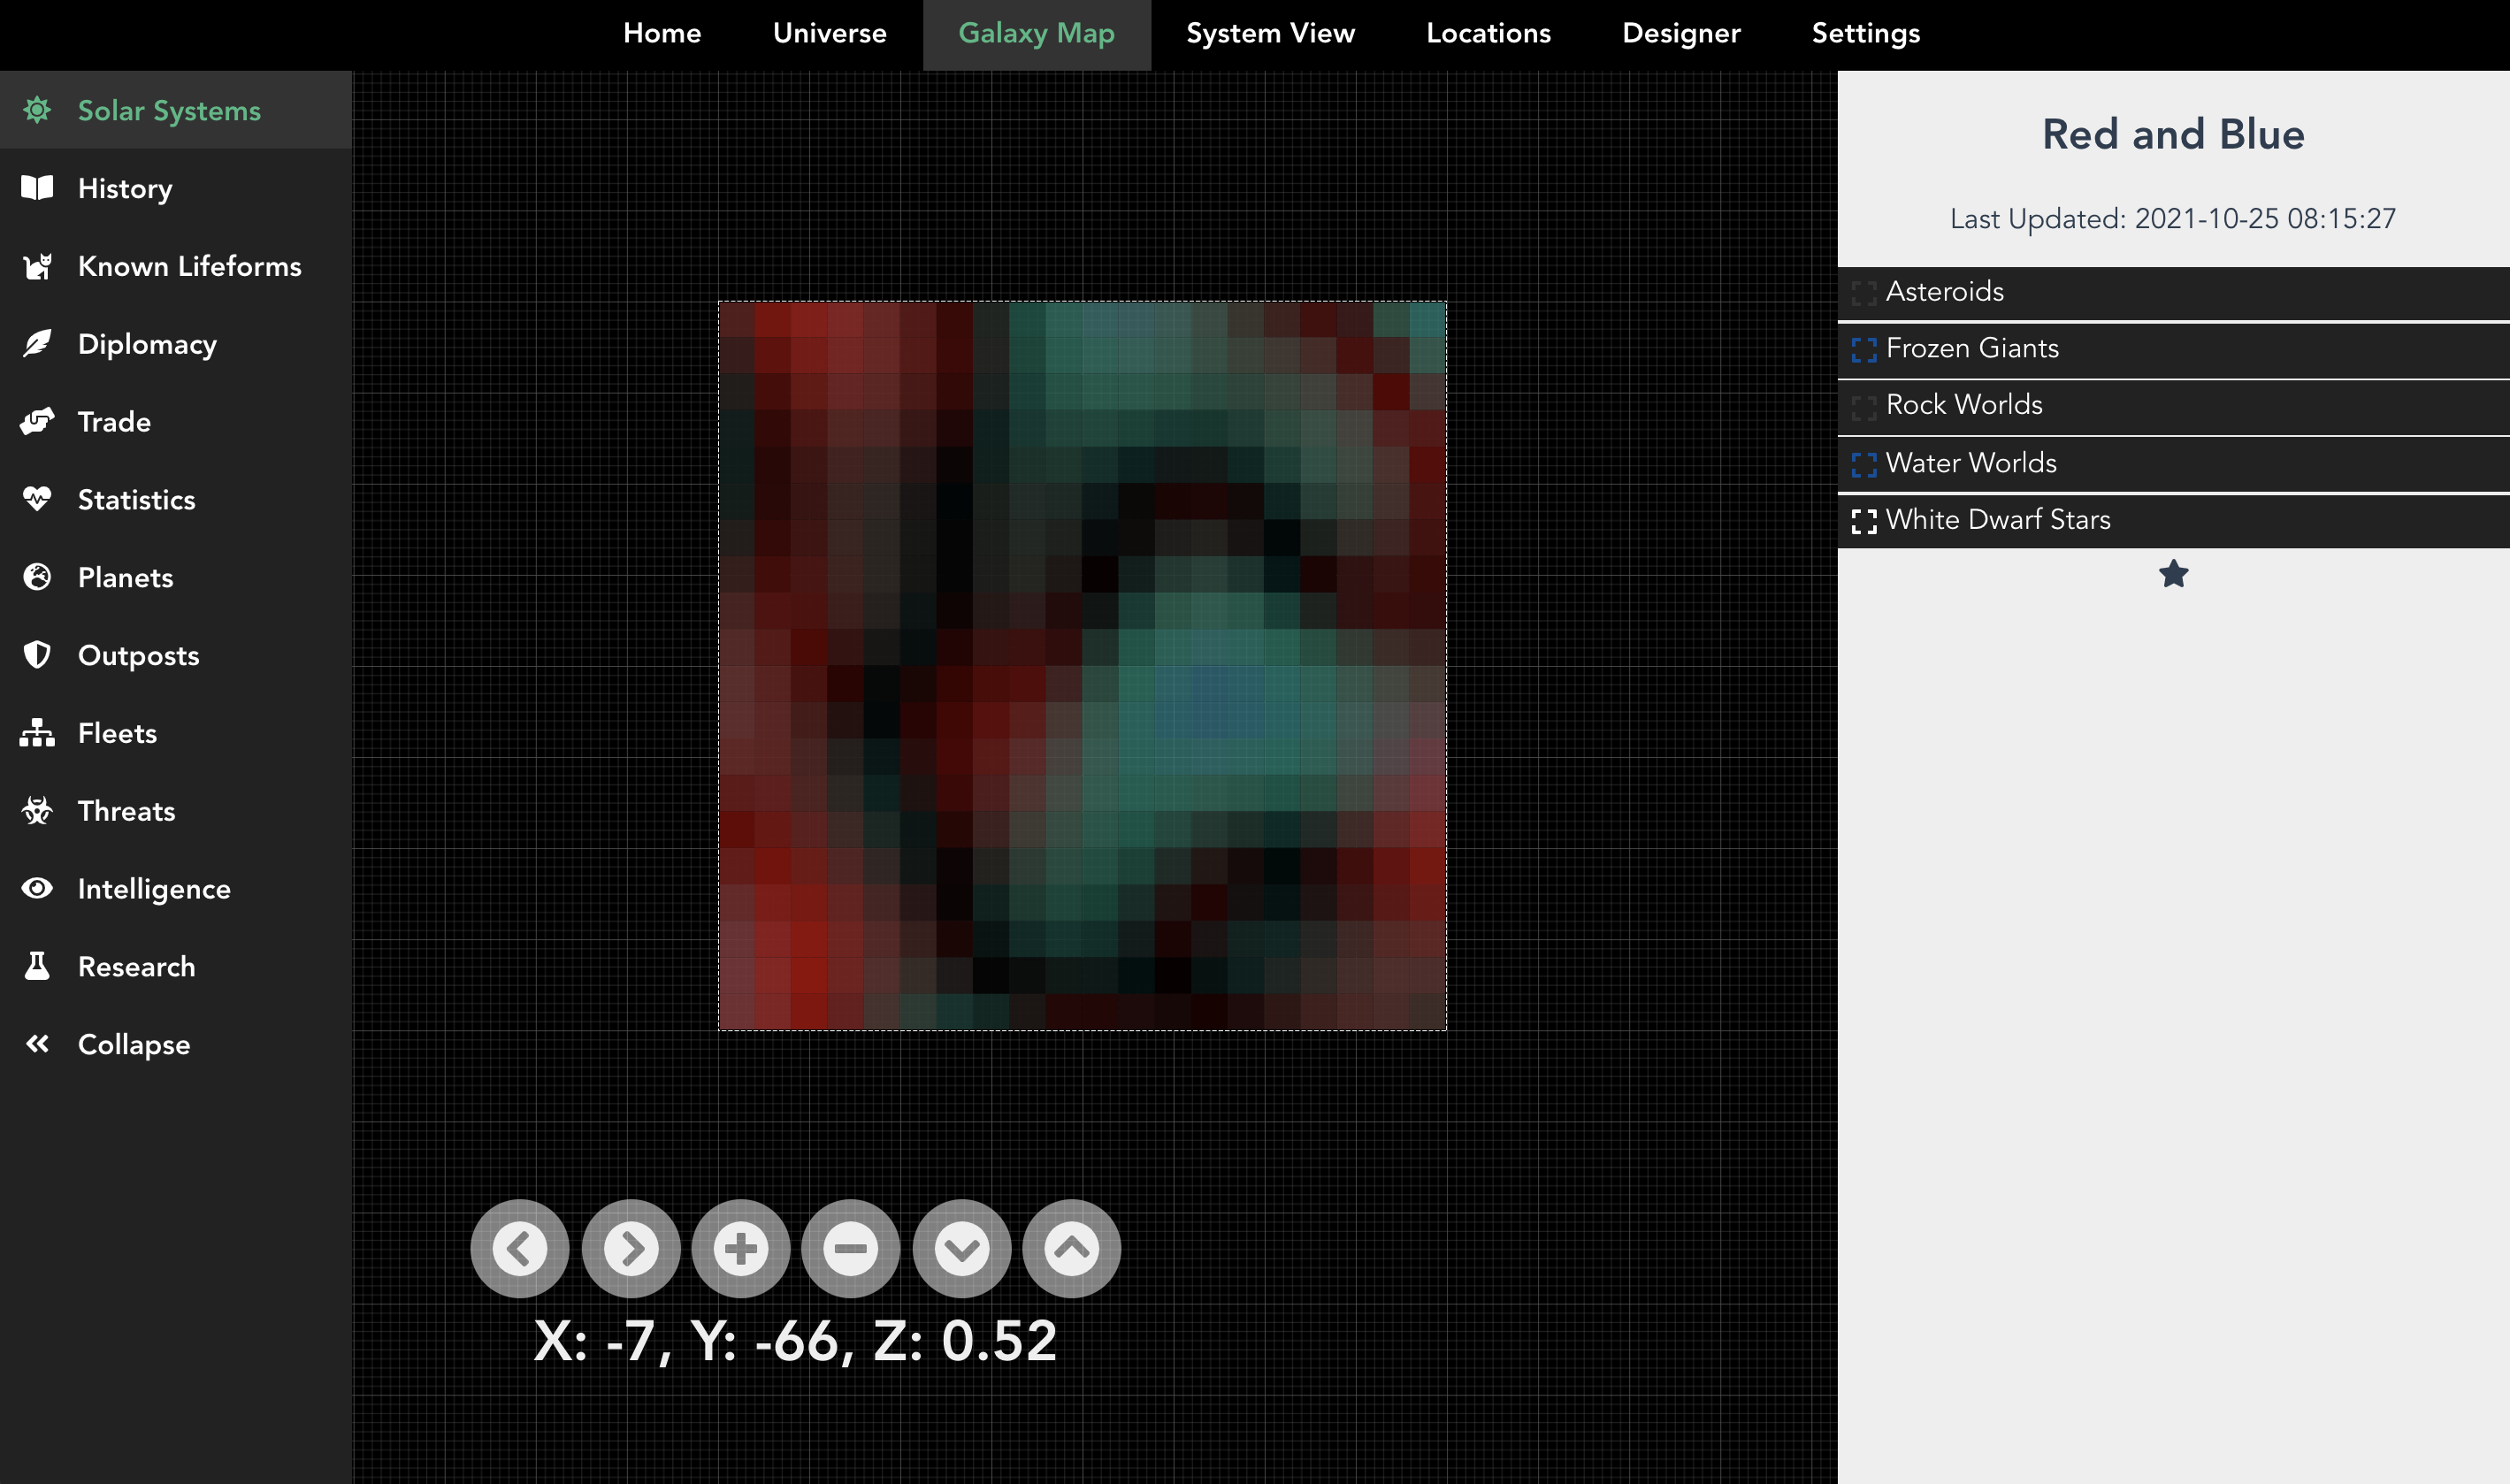 Home Universe Galaxy Map System View Locations Designer Settings
Solar Systems
History
Known Lifeforms
Diplomacy
Trade
Statistics
Planets
Outposts
Fleets
Threats
Intelligence
Research
Collapse
X: -7, Y: -66, Z: 0.52
Red and Blue
Last Updated: 2021-10-25 08:15:27
Asteroids
Frozen Giants
Rock Worlds
Water Worlds
White Dwarf Stars